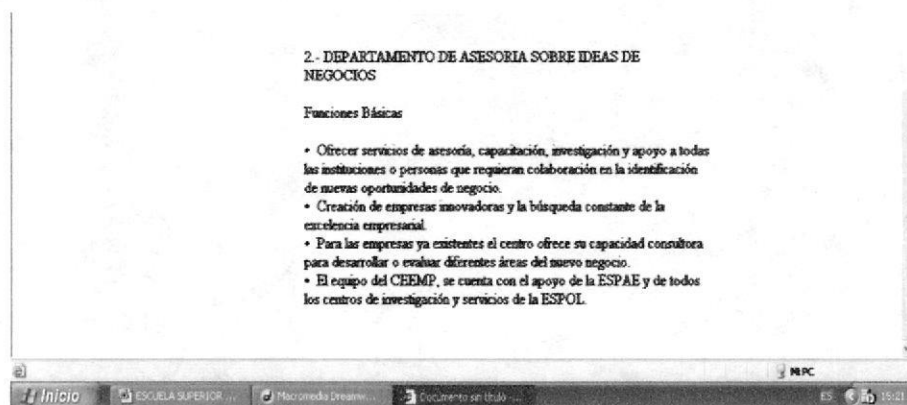 2.- DEPARTAMENTO DE ASESORIA SOBRE IDEAS DE
NEGOCIOS
Funciones Básicas
• Ofrecer servicios de asesoría, capacitación, investigación y apoyo a todas
las instituciones o personas que requieran colaboración en la identificación
de nuevas oportunidades de negocio.
• Creación de empresas innovadoras y la búsqueda constante de la
excelencia empresarial.
• Para las empresas ya existentes el centro ofrece su capacidad consultora
para desarrollar o evaluar diferentes áreas del nuevo negocio.
• El equipo del CEEMP, se cuenta con el apoyo de la ESPAE y de todos
los centros de investigación y servicios de la ESPOL.
Mi PC
Inicio ESCUELA SUPERIOR ... Macromedia Dreamw... Documento sin título -... ES 15:21